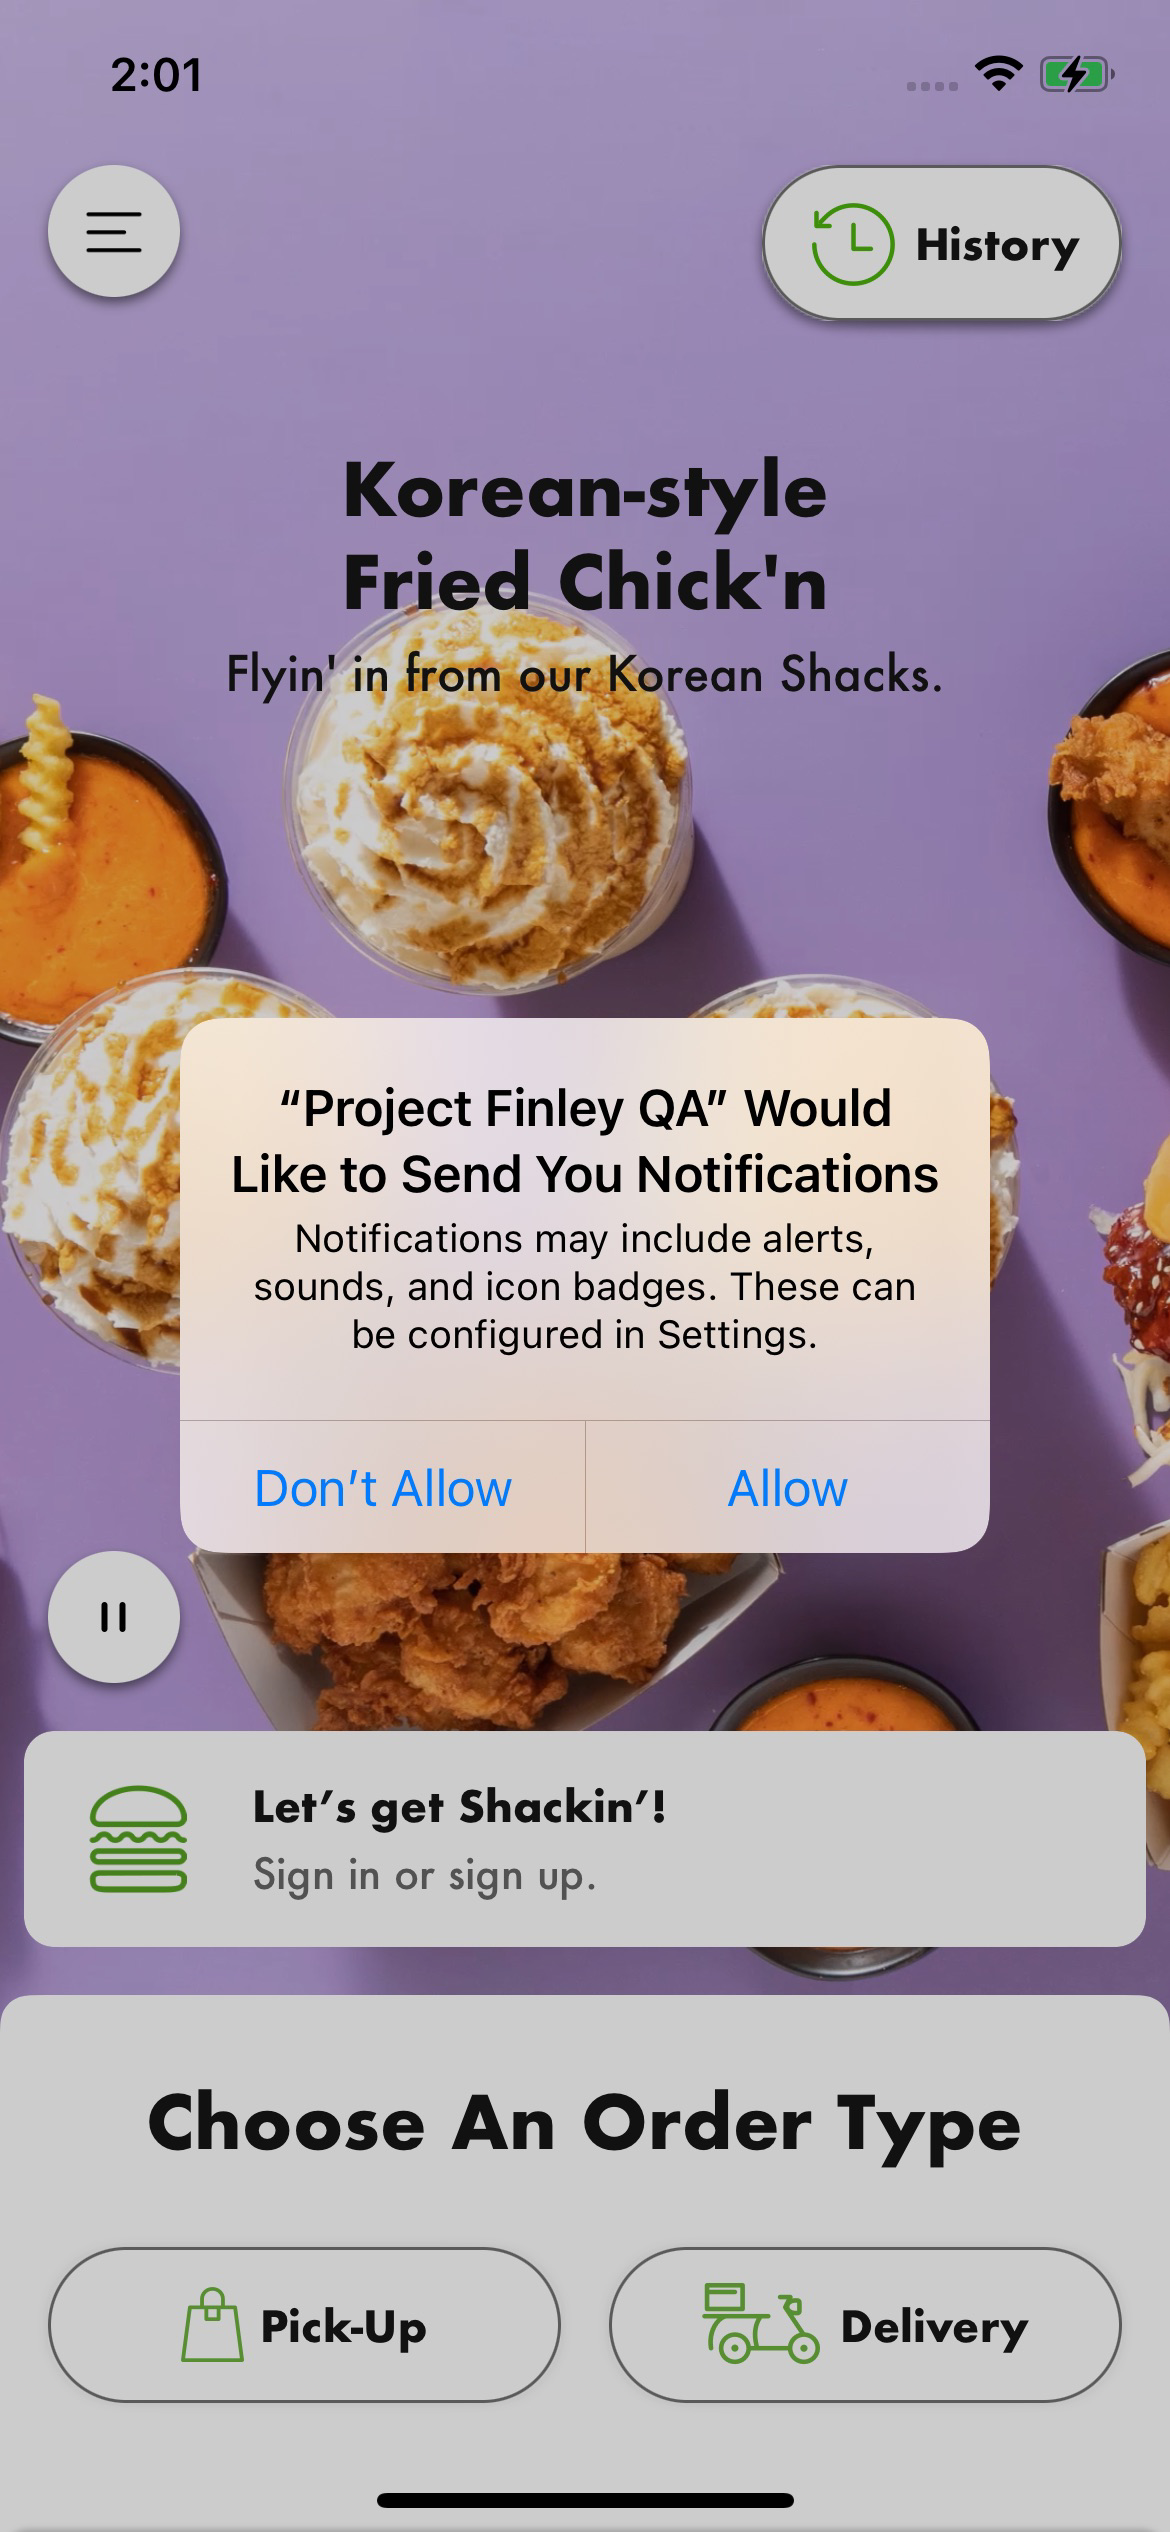 2:01
History
Korean-style
Fried Chick'n
Flyin' in from our Korean Shacks.
“Project Finley QA” Would
Like to Send You Notifications
Notifications may include alerts,
sounds, and icon badges. These can
be configured in Settings.
Don’t Allow
Allow
Let’s get Shackin’!
Sign in or sign up.
Choose An Order Type
Pick-Up
Delivery